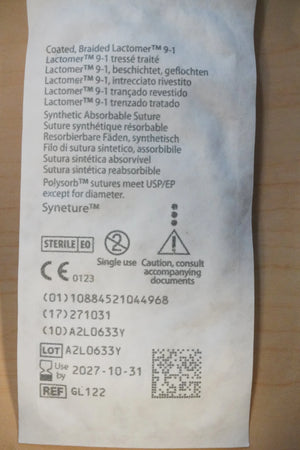 Coated, Braided Lactomer™ 9-1
Lactomer™ 9-1 tressé traité
Lactomer™ 9-1, beschichtet, geflochten
Lactomer™ 9-1, intrecciato rivestito
Lactomer™ 9-1 trançado revestido
Lactomer™ 9-1 trenzado tratado
Synthetic Absorbable Suture
Suture synthétique résorbable
Resorbierbare Fäden, synthetisch
Filo di sutura sintetico, assorbibile
Sutura sintética absorvível
Sutura sintética reabsorbible
Polysorb™ sutures meet USP/EP
except for diameter.
Syneture™
STERILE EO
2
Single use
Caution, consult
accompanying
documents
CE 0123
(01)10884521044968
(17)271031
(10)A2L0633Y
LOT A2L0633Y
Use
by 2027-10-31
REF GL122